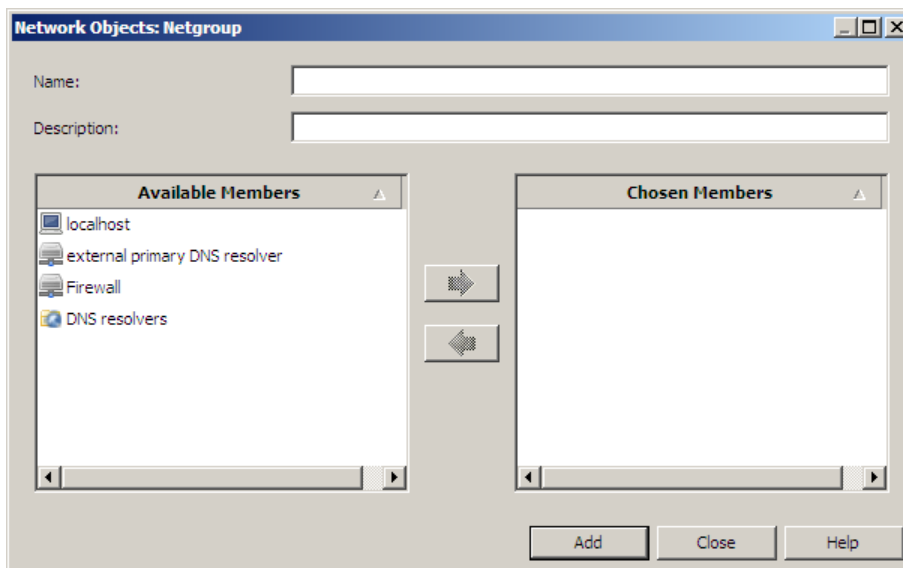 Network Objects: Netgroup
Name:
Description:
Available Members
localhost
external primary DNS resolver
Firewall
DNS resolvers
Chosen Members
Add
Close
Help